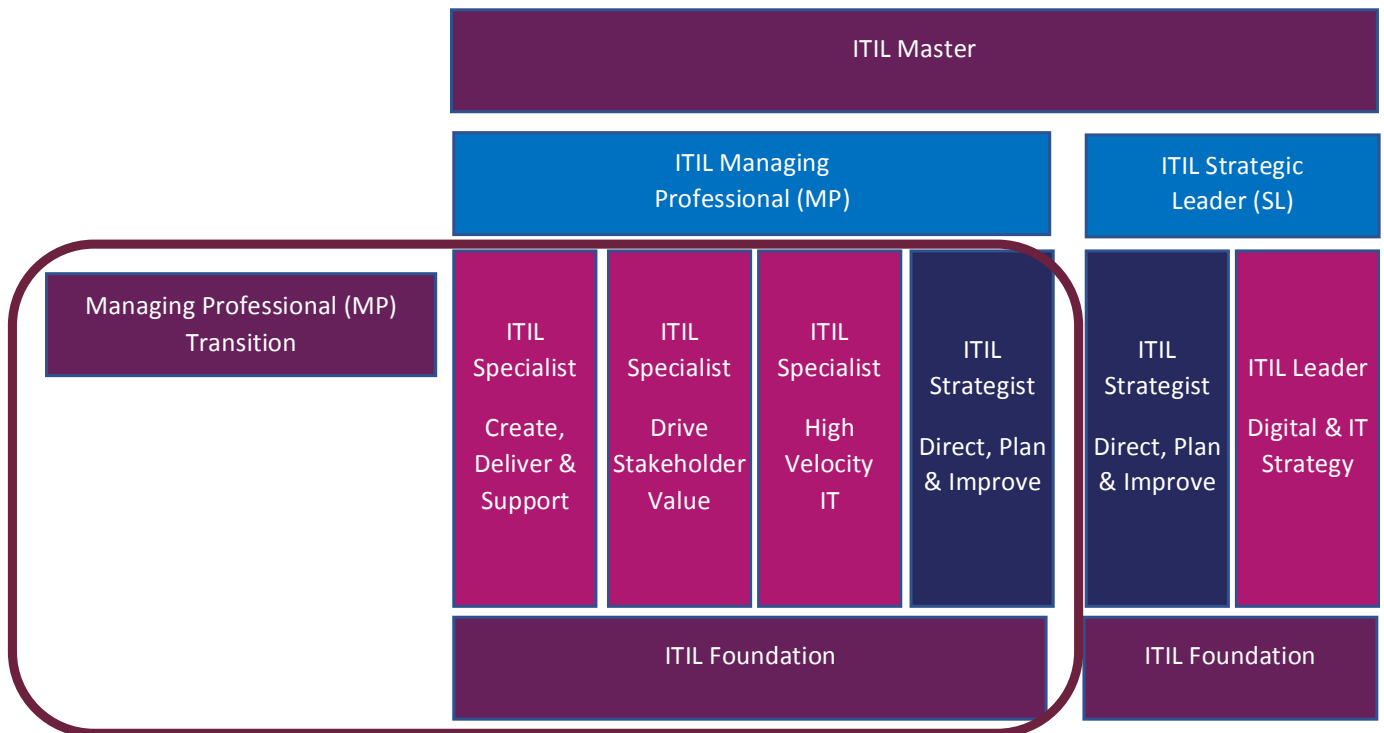 ITIL Master
ITIL Managing
Professional (MP)
ITIL Strategic
Leader (SL)
Managing Professional (MP)
Transition
ITIL
Specialist
Create,
Deliver &
Support
ITIL
Specialist
Drive
Stakeholder
Value
ITIL
Specialist
High
Velocity
IT
ITIL
Strategist
Direct, Plan
& Improve
ITIL
Strategist
Direct, Plan
& Improve
ITIL Leader
Digital & IT
Strategy
ITIL Foundation
ITIL Foundation